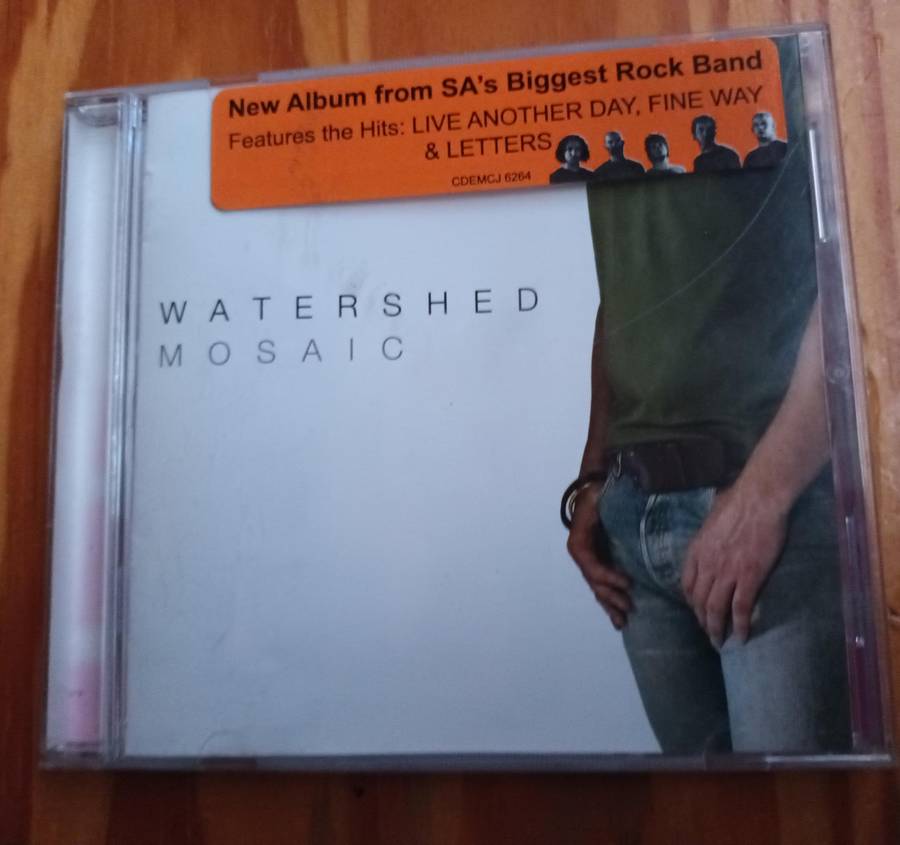 New Album from SA's Biggest Rock Band
Features the Hits: LIVE ANOTHER DAY, FINE WAY
& LETTERS
CDEMCJ 6264
WATERSHED
MOSAIC